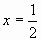 x = 1/2